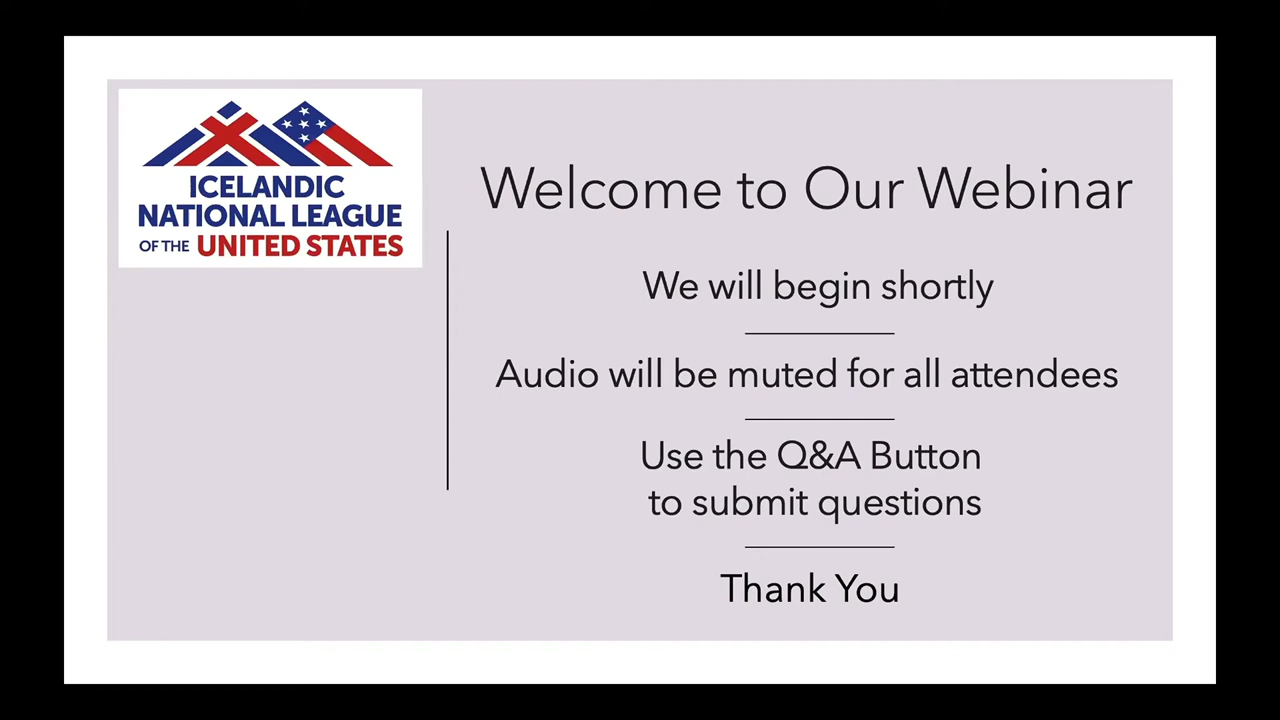 ICELANDIC
NATIONAL LEAGUE
OF THE UNITED STATES
Welcome to Our Webinar
We will begin shortly
Audio will be muted for all attendees
Use the Q&A Button
to submit questions
Thank You